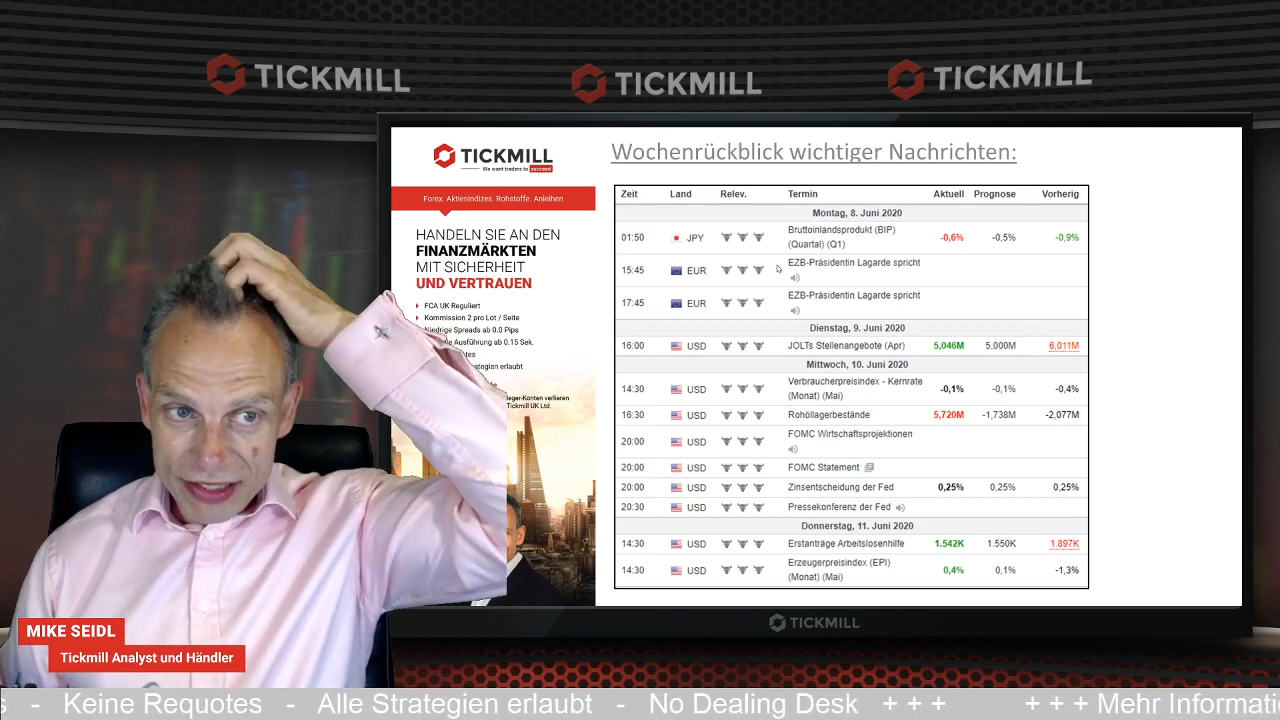 TICKMILL
TICKMILL
TICKMILL
TICKMILL
We want traders to succeed
Forex. Aktienindizes. Rohstoffe. Anleihen
HANDELN SIE AN DEN
FINANZMÄRKTEN
MIT SICHERHEIT
UND VERTRAUEN
FCA UK Reguliert
Kommission 2 pro Lot / Seite
Niedrige Spreads ab 0.0 Pips
Ausführung ab 0.15 Sek.
erlaubt
verlieren
Tickmill UK Ltd.
Wochenrückblick wichtiger Nachrichten:
Zeit Land Relev. Termin Aktuell Prognose Vorherig
Montag, 8. Juni 2020
01:50 JPY Bruttoinlandsprodukt (BIP) -0,6% -0,5% -0,9%
(Quartal) (Q1)
15:45 EUR EZB-Präsidentin Lagarde spricht
17:45 EUR EZB-Präsidentin Lagarde spricht
Dienstag, 9. Juni 2020
16:00 USD JOLTs Stellenangebote (Apr) 5,046M 5,000M 6,011M
Mittwoch, 10. Juni 2020
14:30 USD Verbraucherpreisindex - Kernrate -0,1% -0,1% -0,4%
(Monat) (Mai)
16:30 USD Rohöllagerbestände 5,720M -1,738M -2,077M
20:00 USD FOMC Wirtschaftsprojektionen
20:00 USD FOMC Statement
20:00 USD Zinsentscheidung der Fed 0,25% 0,25% 0,25%
20:30 USD Pressekonferenz der Fed
Donnerstag, 11. Juni 2020
14:30 USD Erstanträge Arbeitslosenhilfe 1.542K 1.550K 1.897K
14:30 USD Erzeugerpreisindex (EPI) 0,4% 0,1% -1,3%
(Monat) (Mai)
TICKMILL
MIKE SEIDL
Tickmill Analyst und Händler
s - Keine Requotes - Alle Strategien erlaubt - No Dealing Desk + + + + + + Mehr Informati